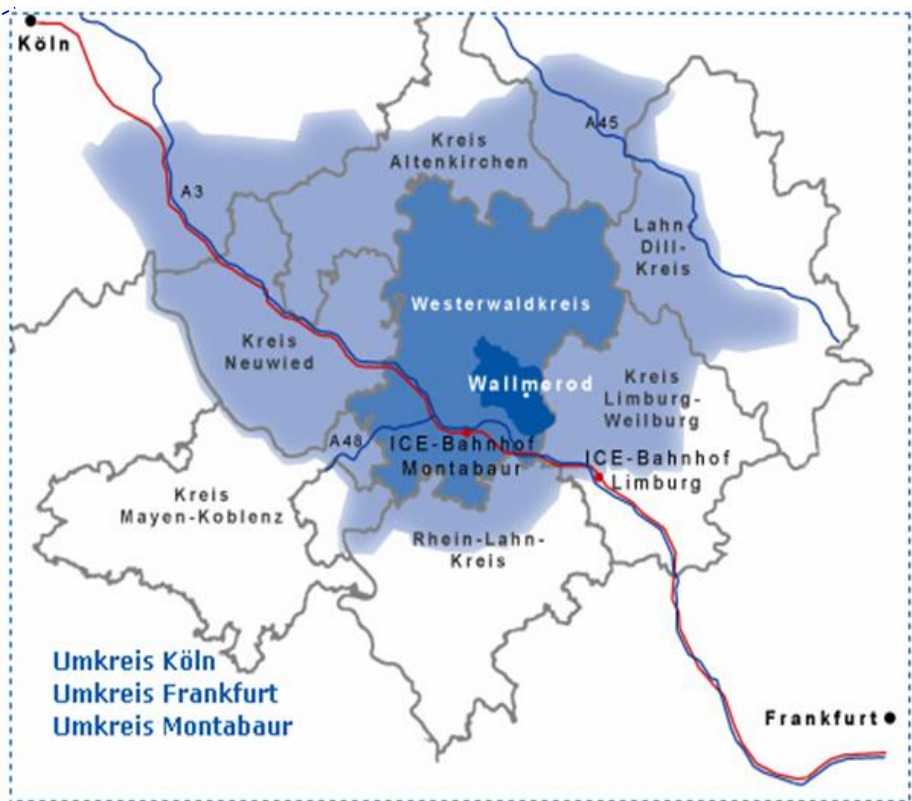 Köln
A45
Kreis
Altenkirchen
A3
Lahn-
Dill-
Kreis
Westerwaldkreis
Kreis
Neuwied
Wallmerod
Kreis
Limburg-
Weilburg
A48
ICE-Bahnhof
Montabaur
ICE-Bahnhof
Limburg
Kreis
Mayen-Koblenz
Rhein-Lahn-
Kreis
Umkreis Köln
Umkreis Frankfurt
Umkreis Montabaur
Frankfurt